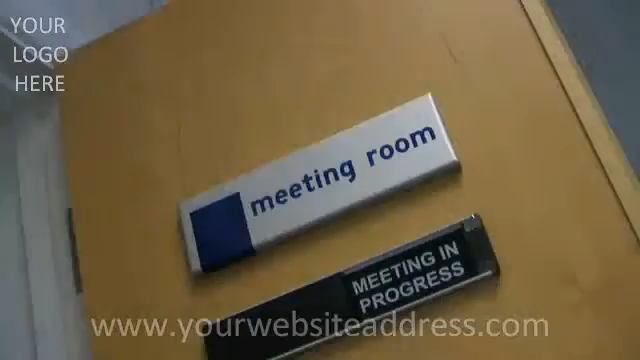 YOUR
LOGO
HERE
meeting room
MEETING IN
PROGRESS
www.yourwebsiteaddress.com